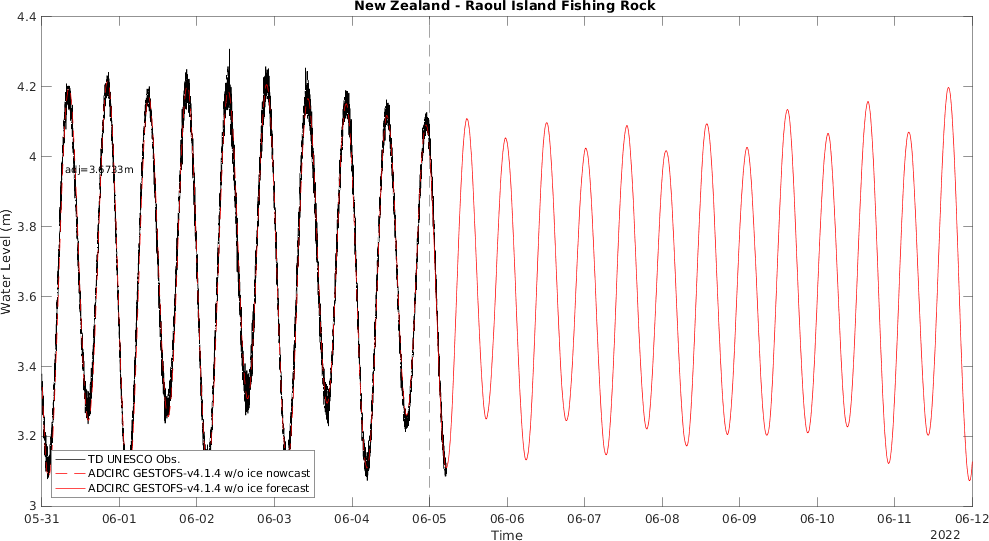 New Zealand - Raoul Island Fishing Rock
4.4
4.2
4
3.8
3.6
3.4
3.2
3
Water Level (m)
adj=3.6733m
TD UNESCO Obs.
ADCIRC GESTOFS-v4.1.4 w/o ice nowcast
ADCIRC GESTOFS-v4.1.4 w/o ice forecast
05-31 06-01 06-02 06-03 06-04 06-05 06-06 06-07 06-08 06-09 06-10 06-11 06-12
Time
2022